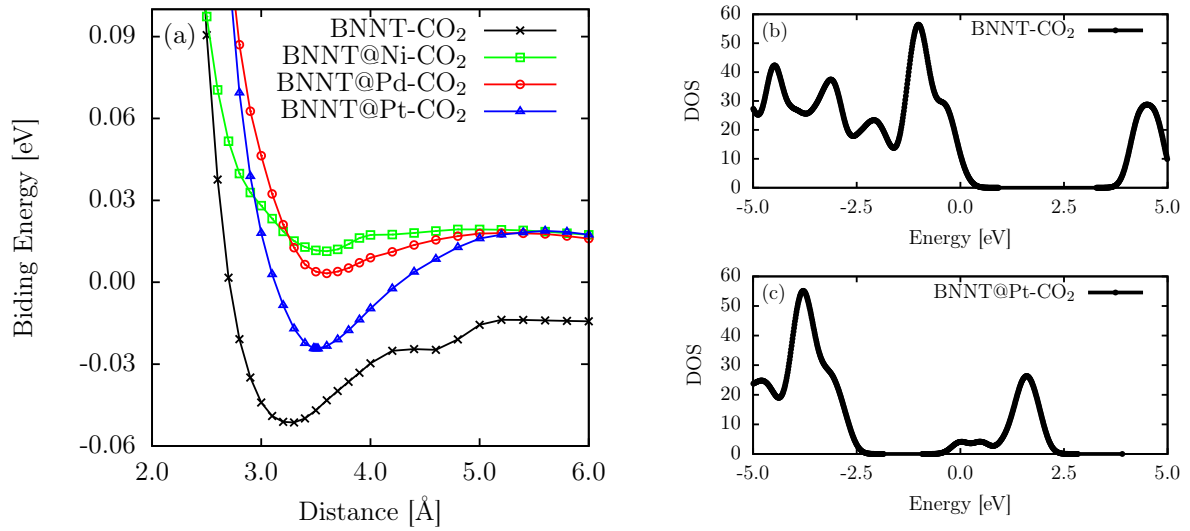 (a)
BNNT-CO₂
BNNT@Ni-CO₂
BNNT@Pd-CO₂
BNNT@Pt-CO₂
Biding Energy [eV]
0.09
0.06
0.03
0.00
-0.03
-0.06
2.0 3.0 4.0 5.0 6.0
Distance [Å]
(b)
BNNT-CO₂
DOS
60
50
40
30
20
10
0
-5.0 -2.5 0.0 2.5 5.0
Energy [eV]
(c)
BNNT@Pt-CO₂
DOS
60
50
40
30
20
10
0
-5.0 -2.5 0.0 2.5 5.0
Energy [eV]